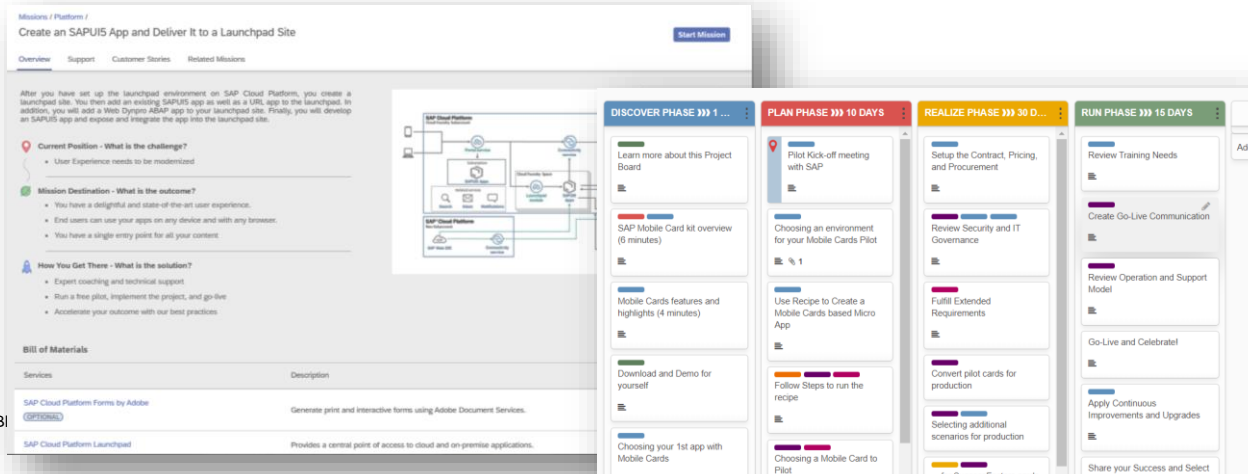 Missions / Platform /
Create an SAPUI5 App and Deliver It to a Launchpad Site
Start Mission
Overview Support Customer Stories Related Missions
After you have set up the launchpad environment on SAP Cloud Platform, you create a
launchpad site. You then add an existing SAPUI5 app as well as a URL app to the launchpad. In
addition, you will add a Web Dynpro ABAP app to your launchpad site. Finally, you will develop
an SAPUI5 app and expose and integrate the app into the launchpad site.
Current Position - What is the challenge?
• User Experience needs to be modernized
Mission Destination - What is the outcome?
• You have a delightful and state-of-the-art user experience.
• End users can use your apps on any device and with any browser.
• You have a single entry point for all your content
How You Get There - What is the solution?
• Expert coaching and technical support
• Run a free pilot, implement the project, and go-live
• Accelerate your outcome with our best practices
SAP Cloud Platform
SAP Cloud Platform
Bill of Materials
Services Description
SAP Cloud Platform Forms by Adobe
OPTIONAL
Generate print and interactive forms using Adobe Document Services.
SAP Cloud Platform Launchpad
Provides a central point of access to cloud and on-premise applications.
DISCOVER PHASE ››› 1 ...
Learn more about this Project
Board
SAP Mobile Card kit overview
(6 minutes)
Mobile Cards features and
highlights (4 minutes)
Download and Demo for
yourself
Choosing your 1st app with
Mobile Cards
PLAN PHASE ››› 10 DAYS
Pilot Kick-off meeting
with SAP
Choosing an environment
for your Mobile Cards Pilot
1
Use Recipe to Create a
Mobile Cards based Micro
App
Follow Steps to run the
recipe
Choosing a Mobile Card to
Pilot
REALIZE PHASE ››› 30 D...
Setup the Contract, Pricing,
and Procurement
Review Security and IT
Governance
Fulfill Extended
Requirements
Convert pilot cards for
production
Selecting additional
scenarios for production
RUN PHASE ››› 15 DAYS
Review Training Needs
Create Go-Live Communication
Review Operation and Support
Model
Go-Live and Celebrate!
Apply Continuous
Improvements and Upgrades
Share your Success and Select
Ad